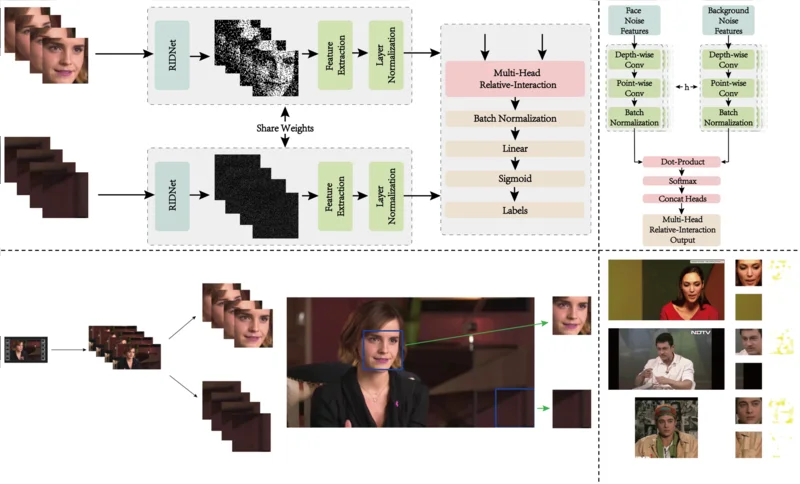 RIDNet
Feature
Extraction
Layer
Normalization
Share Weights
RIDNet
Feature
Extraction
Layer
Normalization
Multi-Head
Relative-Interaction
Batch Normalization
Linear
Sigmoid
Labels
Face
Noise
Features
Background
Noise
Features
Depth-wise
Conv
Depth-wise
Conv
Point-wise
Conv
h
Point-wise
Conv
Batch
Normalization
Batch
Normalization
Dot-Product
Softmax
Concat Heads
Multi-Head
Relative-Interaction
Output
NDTV